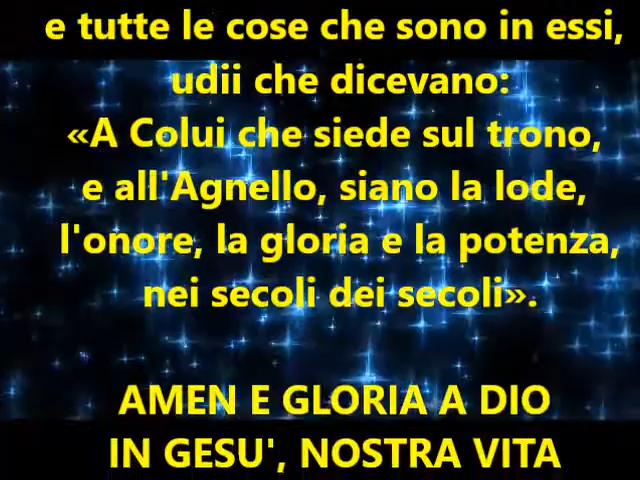 e tutte le cose che sono in essi,
udii che dicevano:
«A Colui che siede sul trono,
e all'Agnello, siano la lode,
l'onore, la gloria e la potenza,
nei secoli dei secoli».
AMEN E GLORIA A DIO
IN GESU', NOSTRA VITA